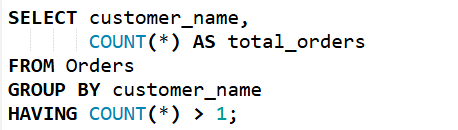 SELECT customer_name,
COUNT(*) AS total_orders
FROM Orders
GROUP BY customer_name
HAVING COUNT(*) > 1;